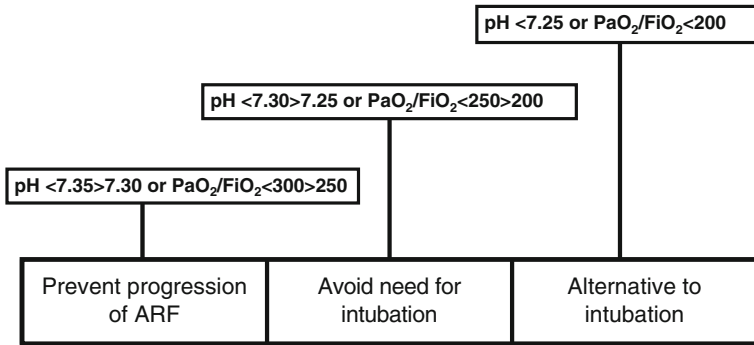 pH <7.25 or PaO₂/FiO₂<200
pH <7.30>7.25 or PaO₂/FiO₂<250>200
pH <7.35>7.30 or PaO₂/FiO₂<300>250
Prevent progression
of ARF
Avoid need for
intubation
Alternative to
intubation